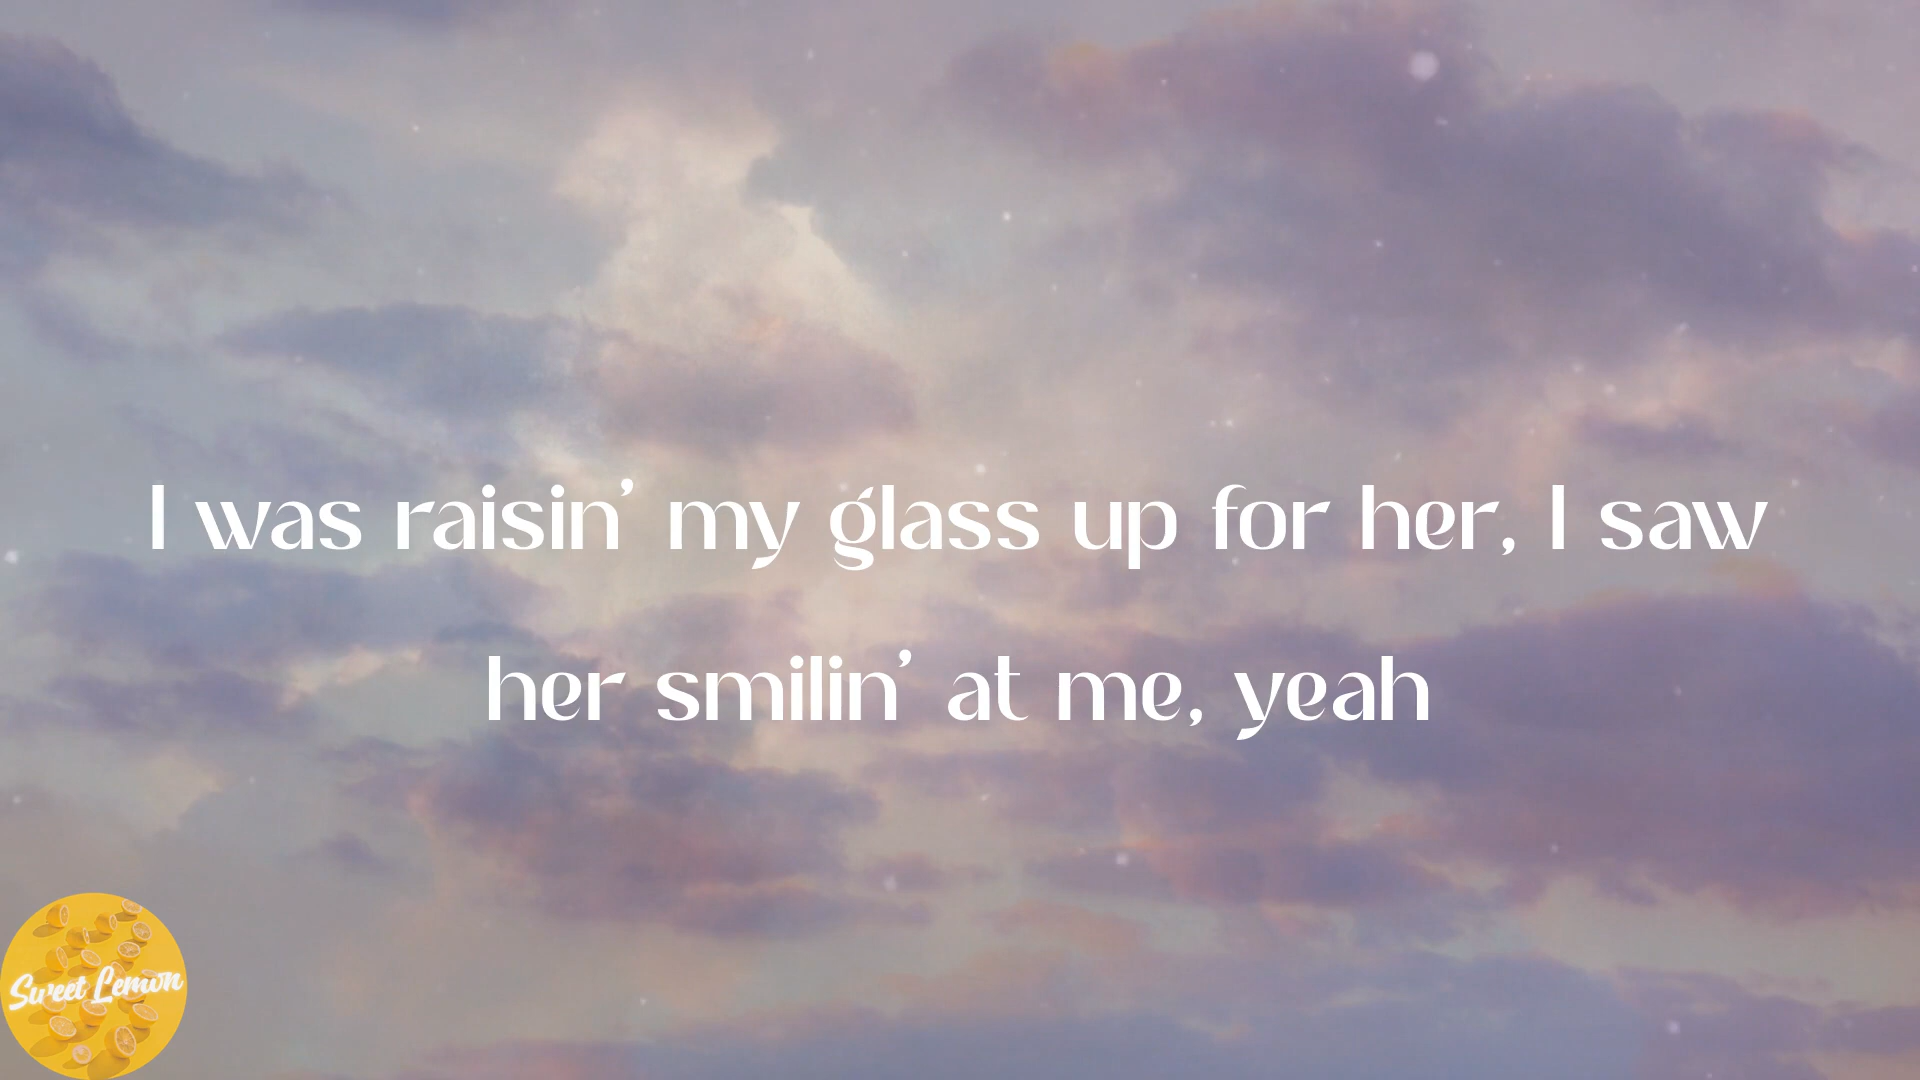 I was raisin’ my glass up for her, I saw
her smilin’ at me, yeah
Sweet Lemon